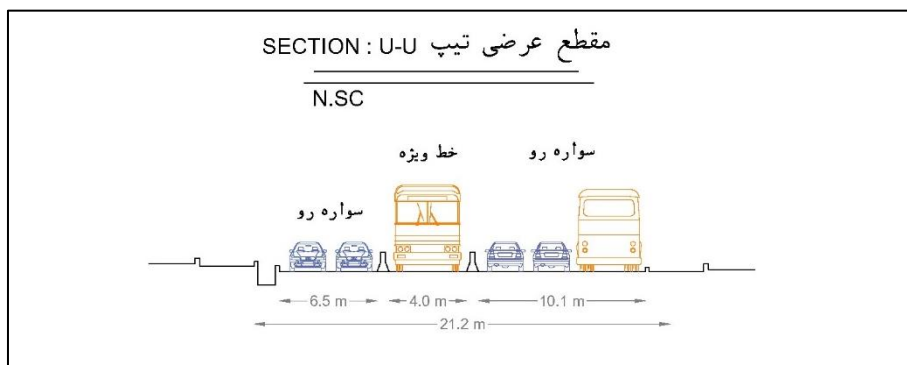 SECTION : U-U مقطع عرضی تیپ
N.SC
سواره رو
خط ویژه
سواره رو
6.5 m
4.0 m
10.1 m
21.2 m